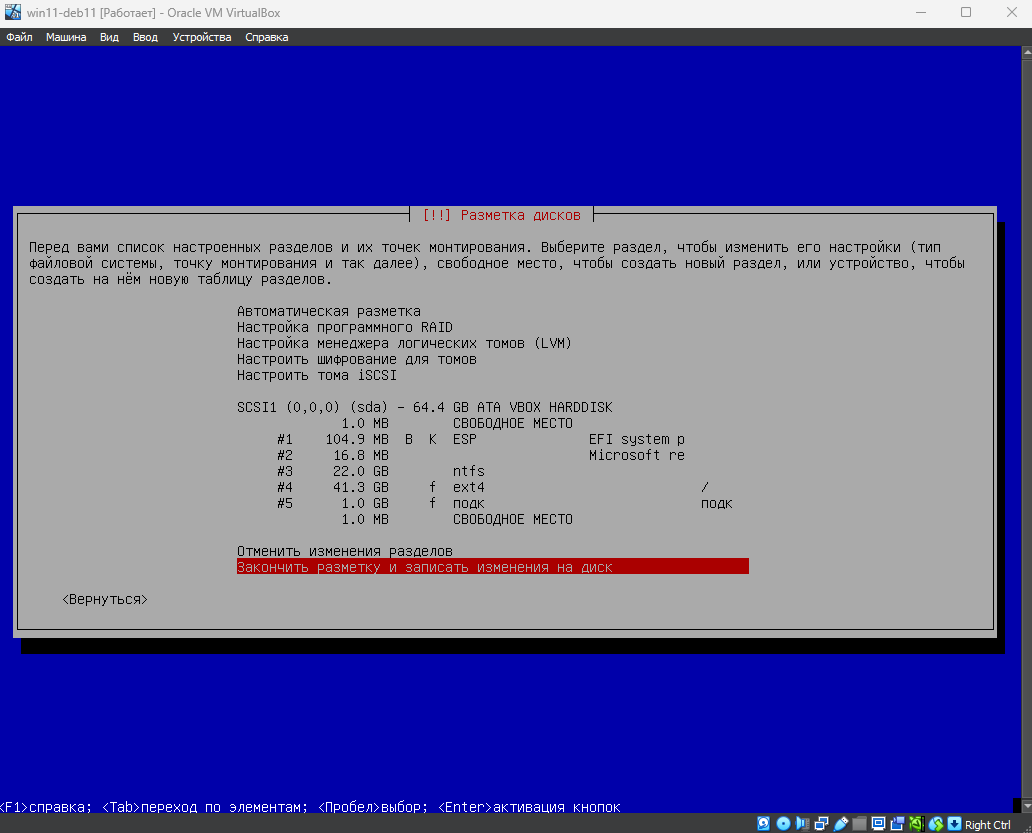 win11-deb11 [Работает] - Oracle VM VirtualBox
Файл Машина Вид Ввод Устройства Справка
[!!] Разметка дисков
Перед вами список настроенных разделов и их точек монтирования. Выберите раздел, чтобы изменить его настройки (тип
файловой системы, точку монтирования и так далее), свободное место, чтобы создать новый раздел, или устройство, чтобы
создать на нём новую таблицу разделов.
Автоматическая разметка
Настройка программного RAID
Настройка менеджера логических томов (LVM)
Настроить шифрование для томов
Настроить тома iSCSI
SCSI1 (0,0,0) (sda) - 64.4 GB ATA VBOX HARDDISK
1.0 MB СВОБОДНОЕ МЕСТО
#1 104.9 MB B K ESP EFI system p
#2 16.8 MB Microsoft re
#3 22.0 GB ntfs
#4 41.3 GB f ext4 /
#5 1.0 GB f подк подк
1.0 MB СВОБОДНОЕ МЕСТО
Отменить изменения разделов
Закончить разметку и записать изменения на диск
<Вернуться>
<F1>справка; <Tab>переход по элементам; <Пробел>выбор; <Enter>активация кнопок
Right Ctrl